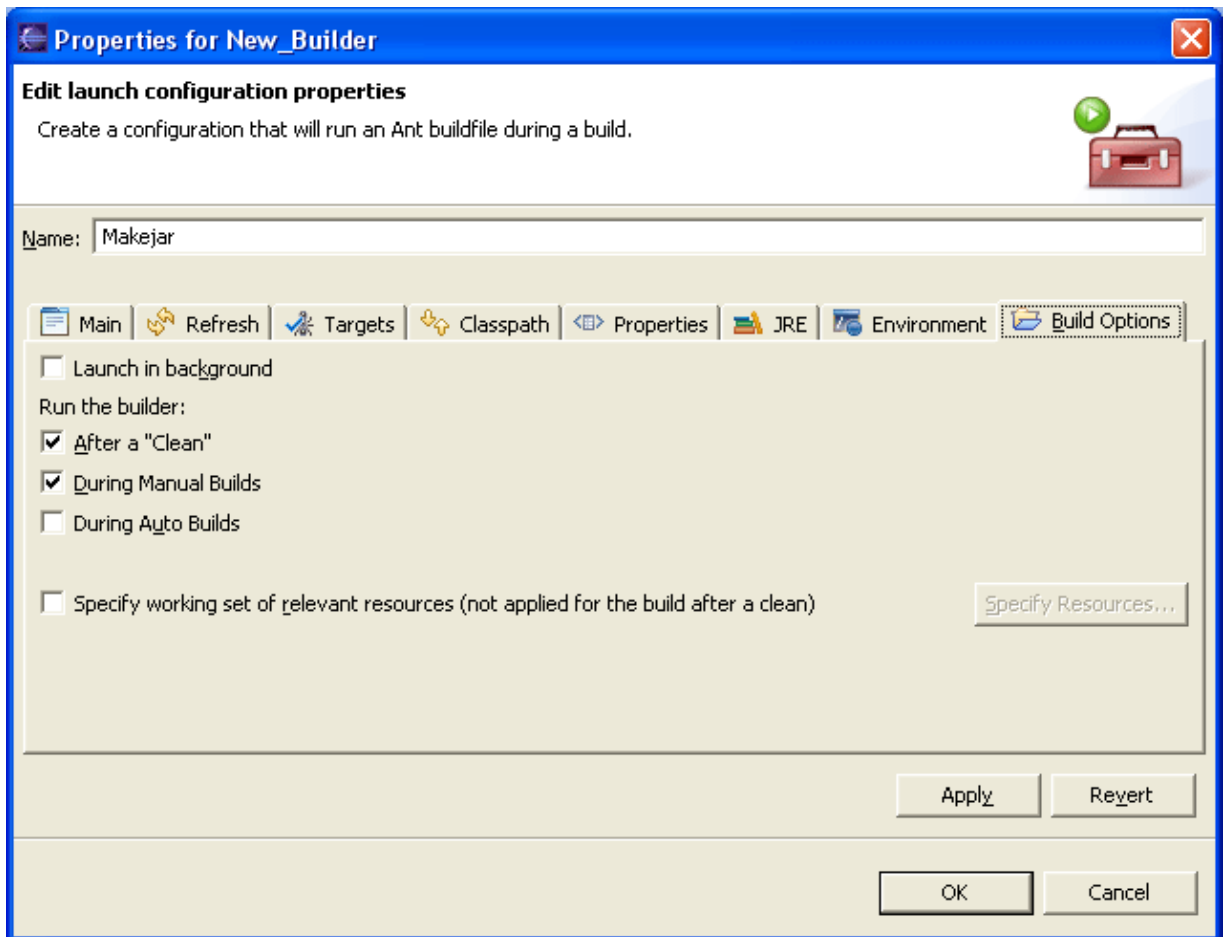 Properties for New_Builder
Edit launch configuration properties
Create a configuration that will run an Ant buildfile during a build.
Name: Makejar
Main Refresh Targets Classpath Properties JRE Environment Build Options
Launch in background
Run the builder:
After a "Clean"
During Manual Builds
During Auto Builds
Specify working set of relevant resources (not applied for the build after a clean) Specify Resources...
Apply Revert
OK Cancel